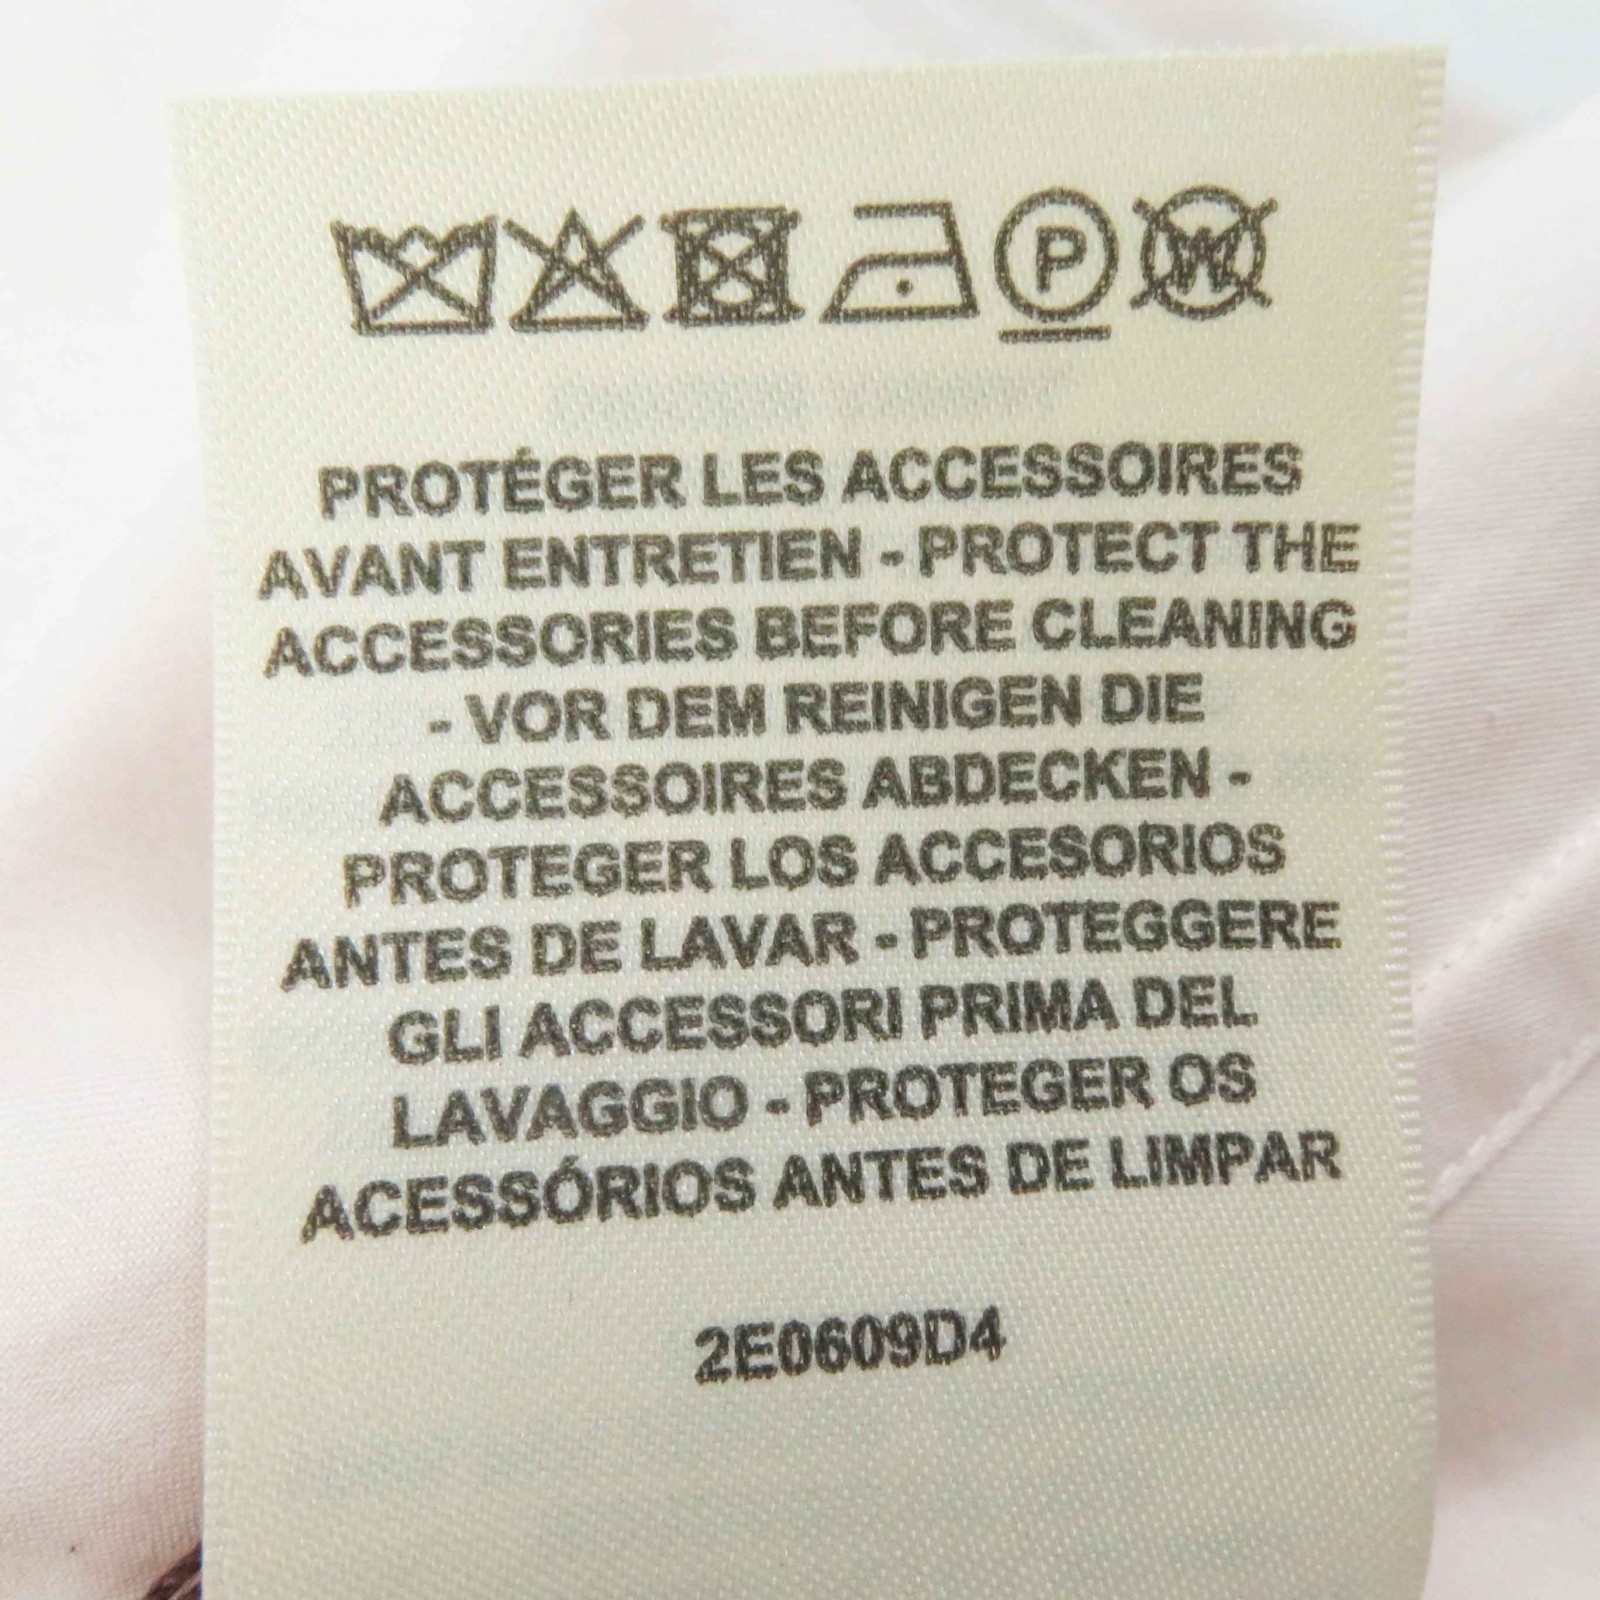 P W
PROTÉGER LES ACCESSOIRES
AVANT ENTRETIEN - PROTECT THE
ACCESSORIES BEFORE CLEANING
- VOR DEM REINIGEN DIE
ACCESSOIRES ABDECKEN -
PROTEGER LOS ACCESORIOS
ANTES DE LAVAR - PROTEGGERE
GLI ACCESSORI PRIMA DEL
LAVAGGIO - PROTEGER OS
ACESSÓRIOS ANTES DE LIMPAR
2E0609D4